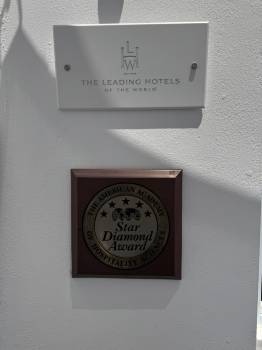 LHW
THE LEADING HOTELS
OF THE WORLD
THE AMERICAN ACADEMY
OF HOSPITALITY SCIENCES
Star
Diamond
Award